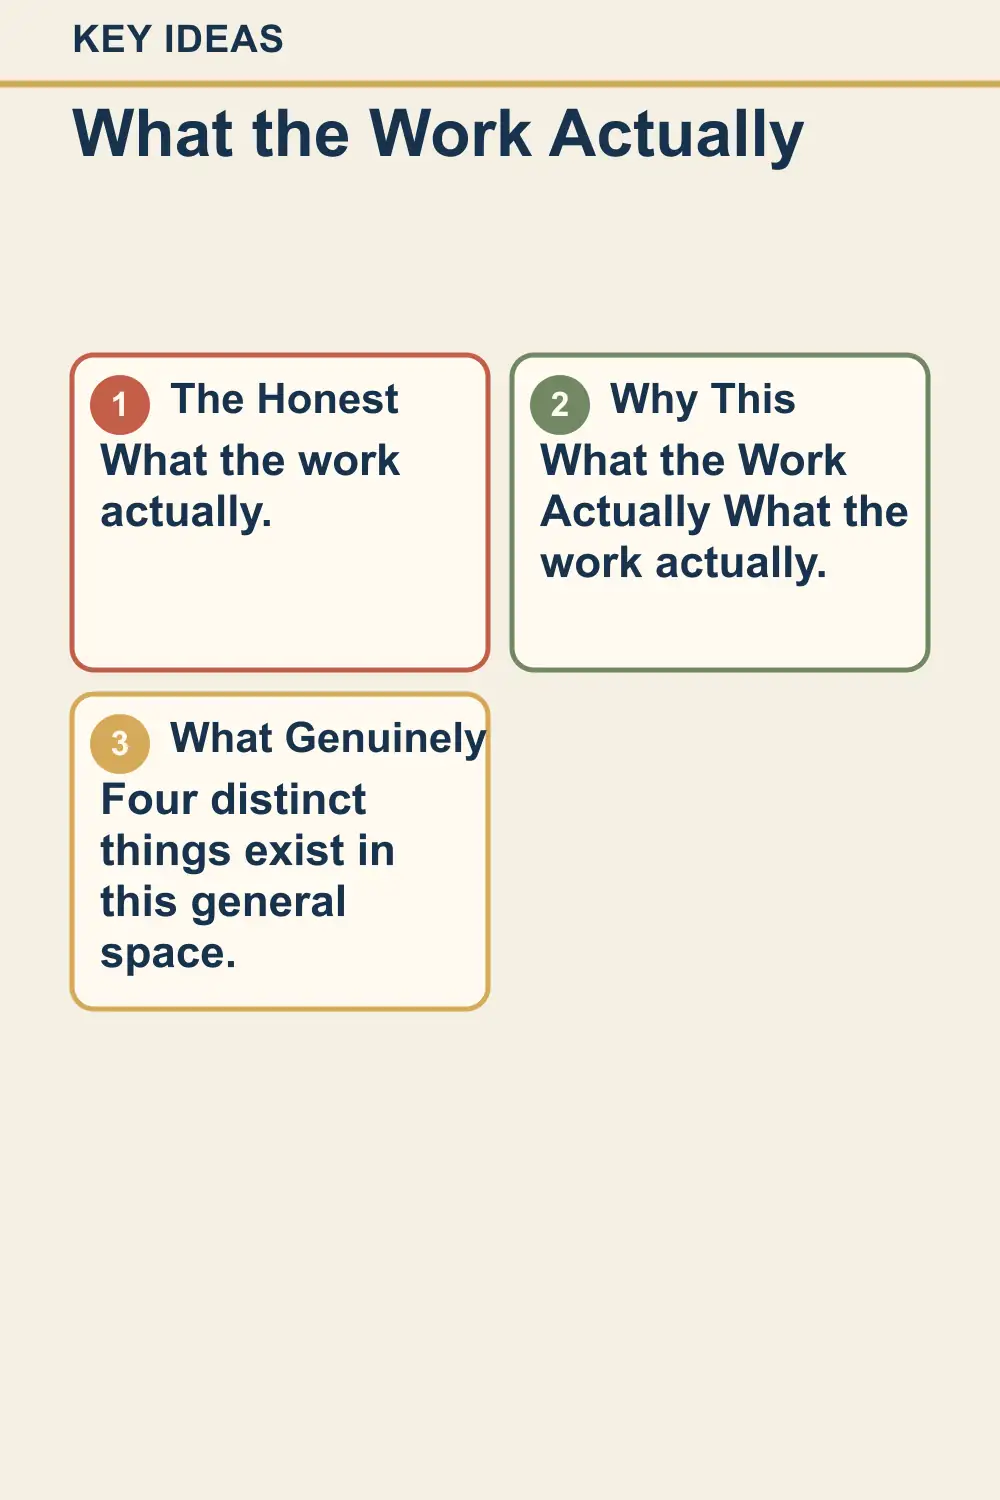 KEY IDEAS
What the Work Actually
1 The Honest
What the work
actually.
2 Why This
What the Work
Actually What the
work actually.
3 What Genuinely
Four distinct
things exist in
this general
space.